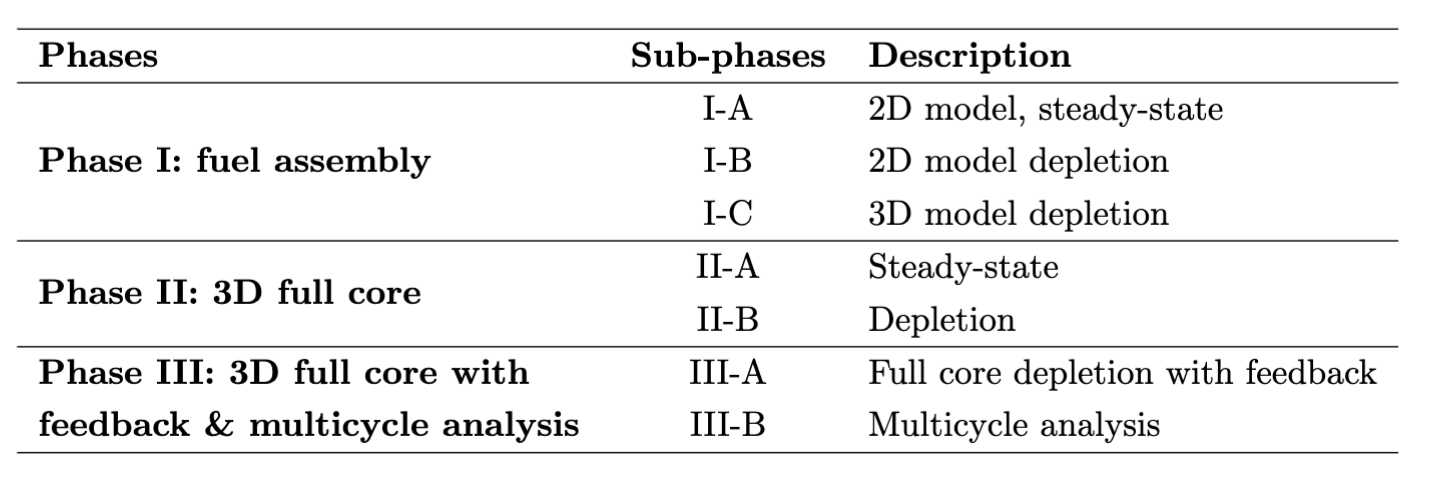 Phases Sub-phases Description
I-A 2D model, steady-state
Phase I: fuel assembly I-B 2D model depletion
I-C 3D model depletion
II-A Steady-state
Phase II: 3D full core
II-B Depletion
Phase III: 3D full core with III-A Full core depletion with feedback
feedback & multicycle analysis III-B Multicycle analysis